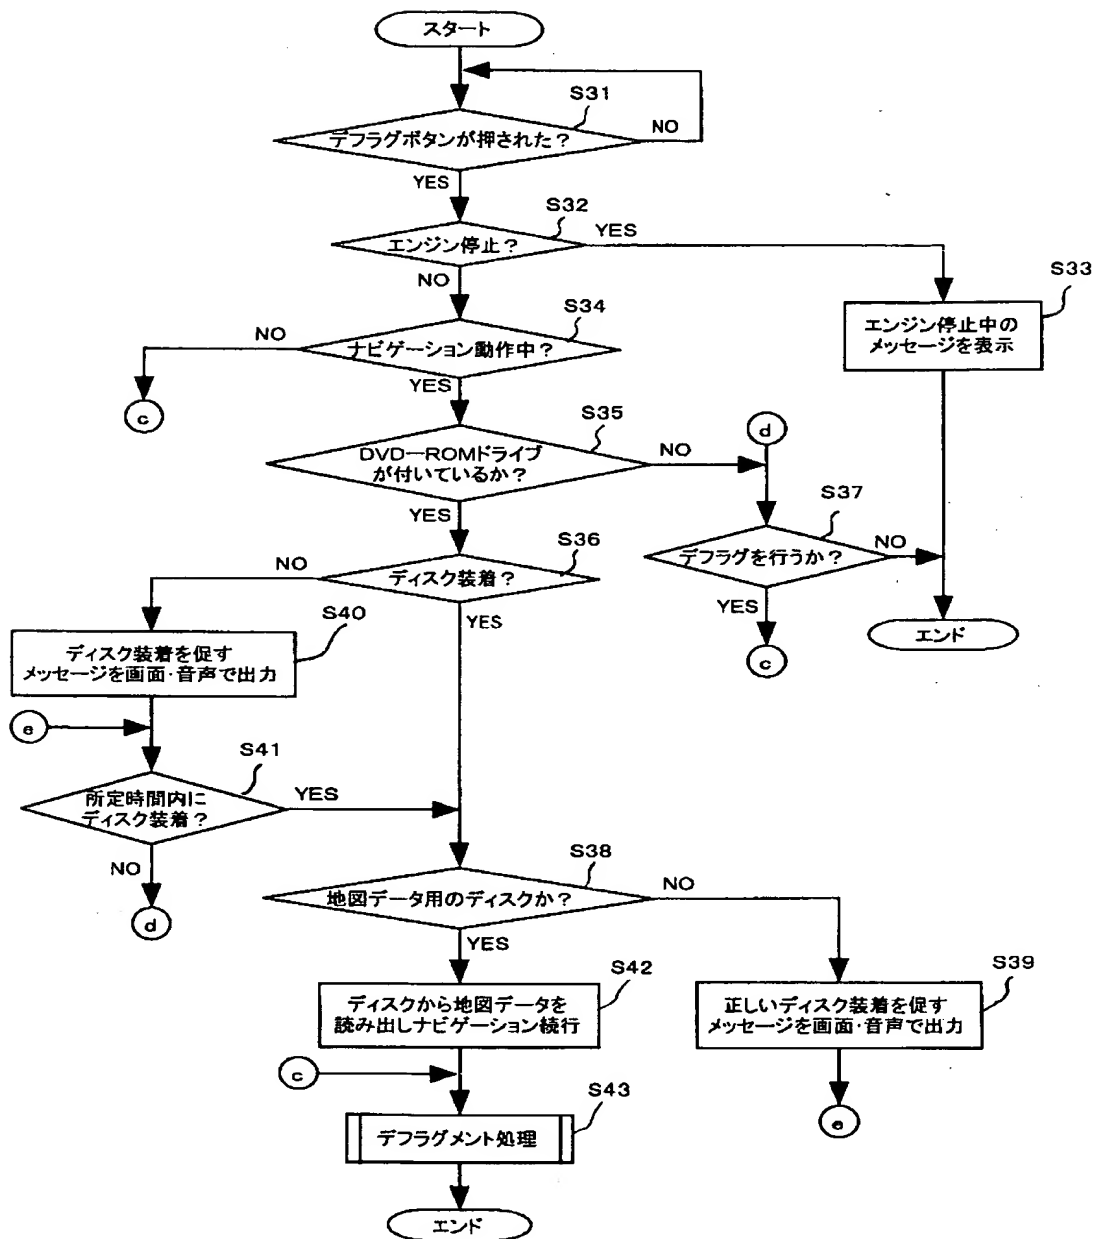 スタート
S31
デフラグボタンが押された？
NO
YES
S32
エンジン停止？
YES
NO
S33
エンジン停止中の
メッセージを表示
S34
ナビゲーション動作中？
NO
YES
c
S35
DVD－ROMドライブ
が付いているか？
NO
YES
d
S37
デフラグを行うか？
NO
YES
c
エンド
S36
ディスク装着？
NO
YES
S40
ディスク装着を促す
メッセージを画面・音声で出力
e
S41
所定時間内に
ディスク装着？
YES
NO
d
S38
地図データ用のディスクか？
NO
YES
S42
ディスクから地図データを
読み出しナビゲーション続行
S39
正しいディスク装着を促す
メッセージを画面・音声で出力
e
c
S43
デフラグメント処理
エンド